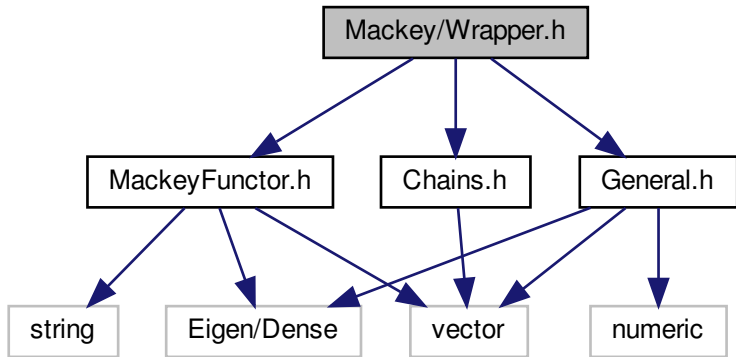 Mackey/Wrapper.h
MackeyFunctor.h
Chains.h
General.h
string
Eigen/Dense
vector
numeric